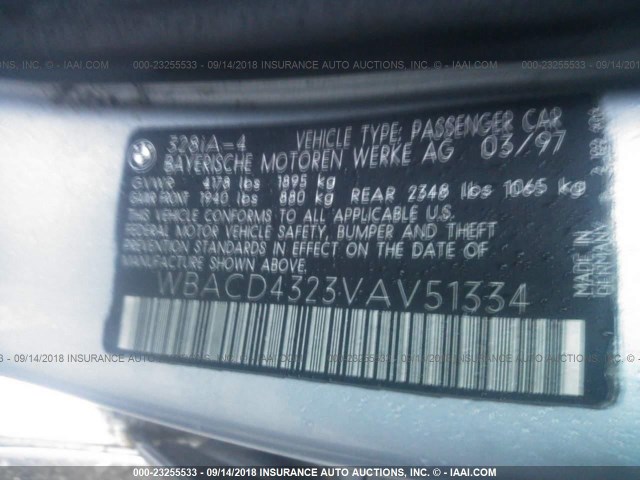 000-23255533 - 09/14/2018 INSURANCE AUTO AUCTIONS, INC. - WWW.IAAI.COM
328iA=4 VEHICLE TYPE: PASSENGER CAR
BAYERISCHE MOTOREN WERKE AG 03/97
GVWR 4178 lbs 1895 kg
GAWR FRONT 1940 lbs 880 kg REAR 2348 lbs 1065 kg
THIS VEHICLE CONFORMS TO ALL APPLICABLE U.S.
FEDERAL MOTOR VEHICLE SAFETY, BUMPER AND THEFT
PREVENTION STANDARDS IN EFFECT ON THE DATE OF
MANUFACTURE SHOWN ABOVE.
WBACD4323VAV51334
MADE IN
GERMANY
000-23255533 - 09/14/2018 INSURANCE AUTO AUCTIONS, INC. - WWW.IAAI.COM